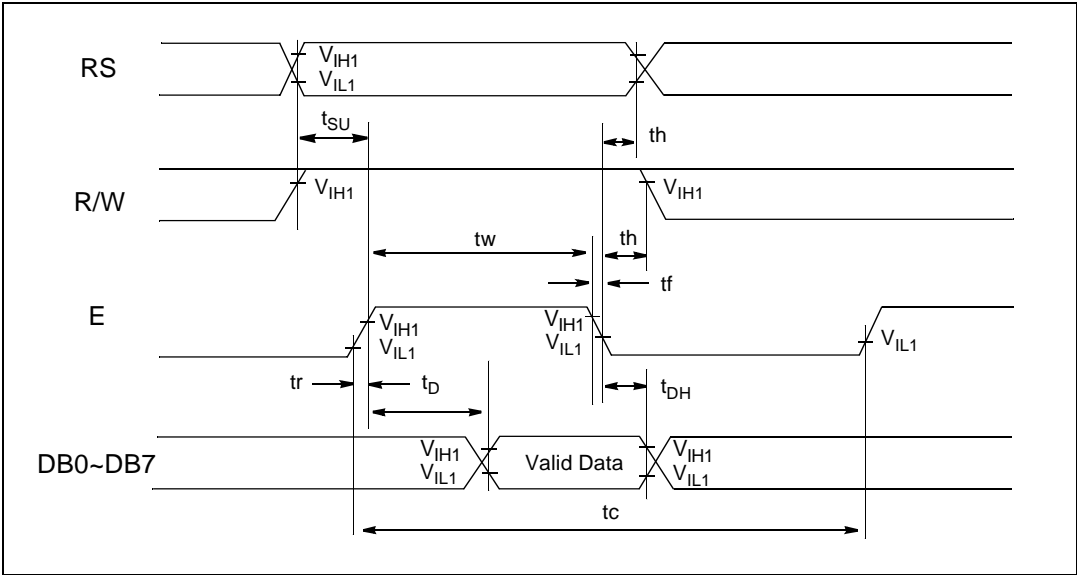 RS
VIH1
VIL1
tSU
th
R/W
VIH1
VIH1
tw
th
tf
E
VIH1
VIL1
VIH1
VIL1
VIL1
tr
tD
tDH
DB0~DB7
VIH1
VIL1
Valid Data
VIH1
VIL1
tc